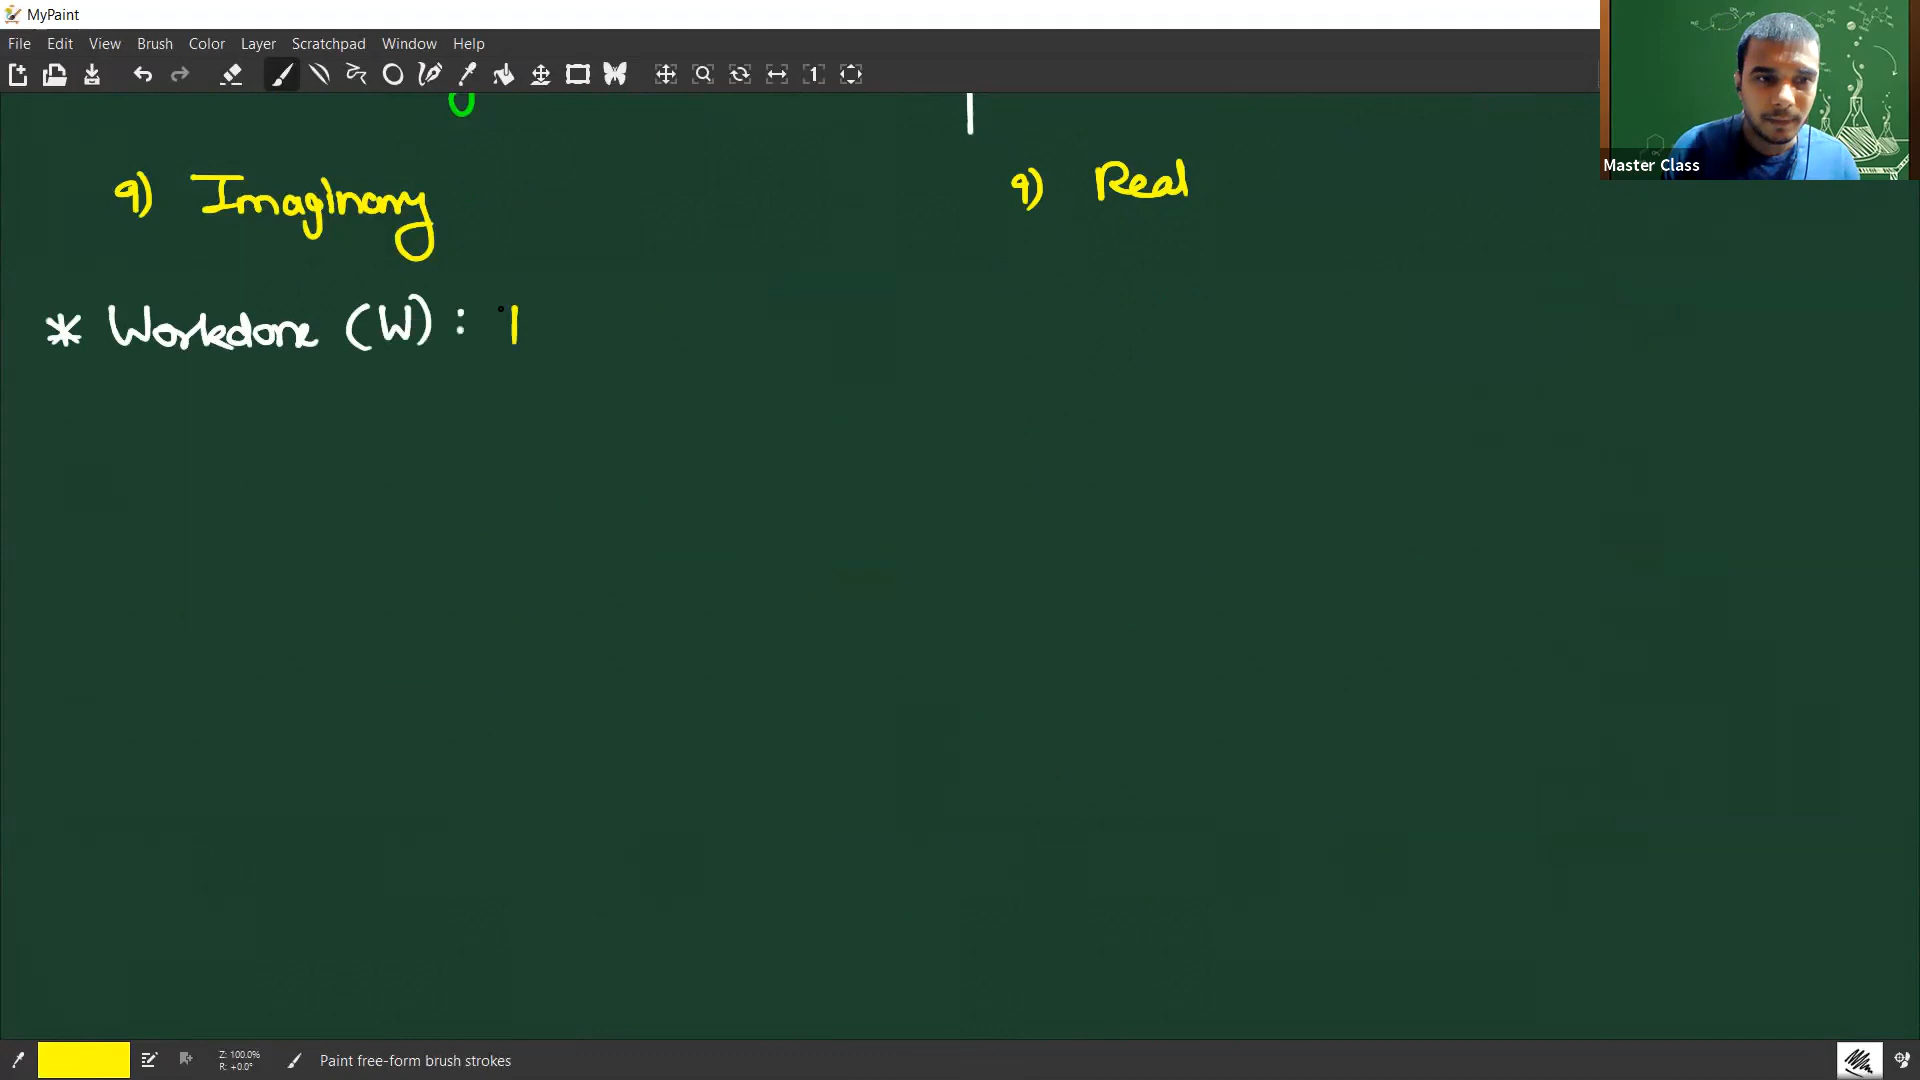 MyPaint
File Edit View Brush Color Layer Scratchpad Window Help
Master Class
9) Imaginary
9) Real
* Workdone (W) :
Z: 100.0%
R: +0.0°
Paint free-form brush strokes